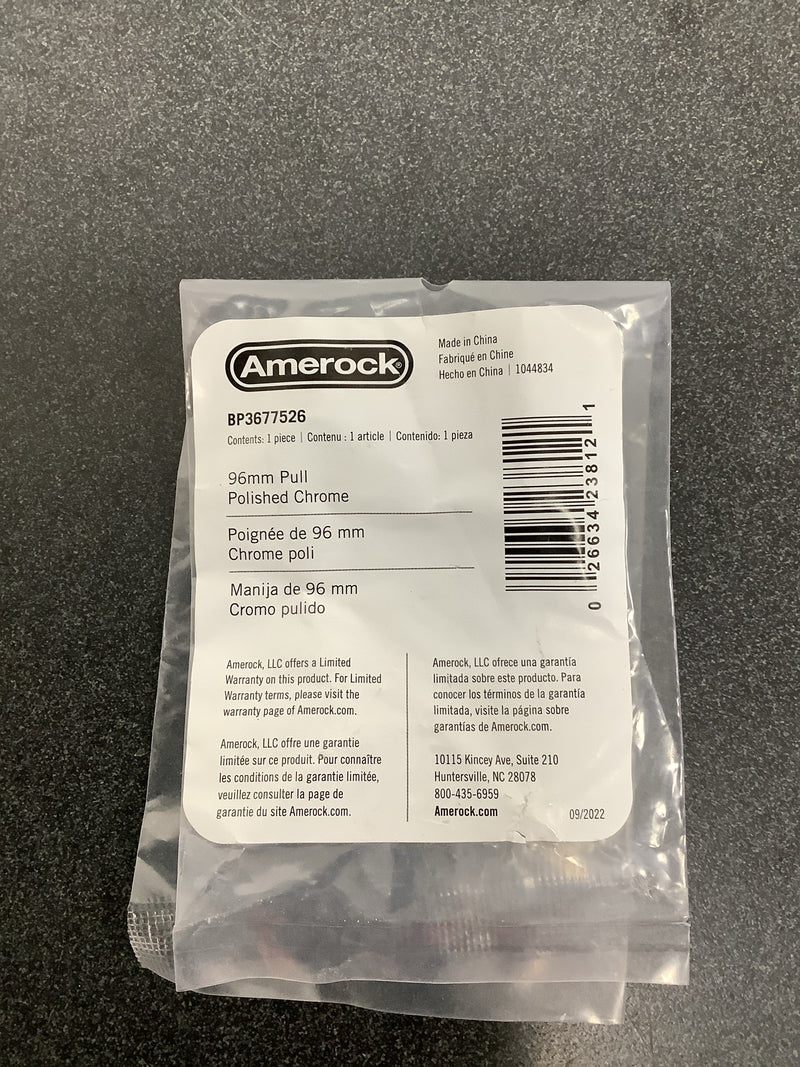 Amerock®
Made in China
Fabriqué en Chine
Hecho en China | 1044834
BP3677526
Contents: 1 piece | Contenu : 1 article | Contenido: 1 pieza
96mm Pull
Polished Chrome
Poignée de 96 mm
Chrome poli
Manija de 96 mm
Cromo pulido
0 26634 23812 1
Amerock, LLC offers a Limited
Warranty on this product. For Limited
Warranty terms, please visit the
warranty page of Amerock.com.
Amerock, LLC offre une garantie
limitée sur ce produit. Pour connaître
les conditions de la garantie limitée,
veuillez consulter la page de
garantie du site Amerock.com.
Amerock, LLC ofrece una garantía
limitada sobre este producto. Para
conocer los términos de la garantía
limitada, visite la página sobre
garantías de Amerock.com.
10115 Kincey Ave, Suite 210
Huntersville, NC 28078
800-435-6959
Amerock.com
09/2022